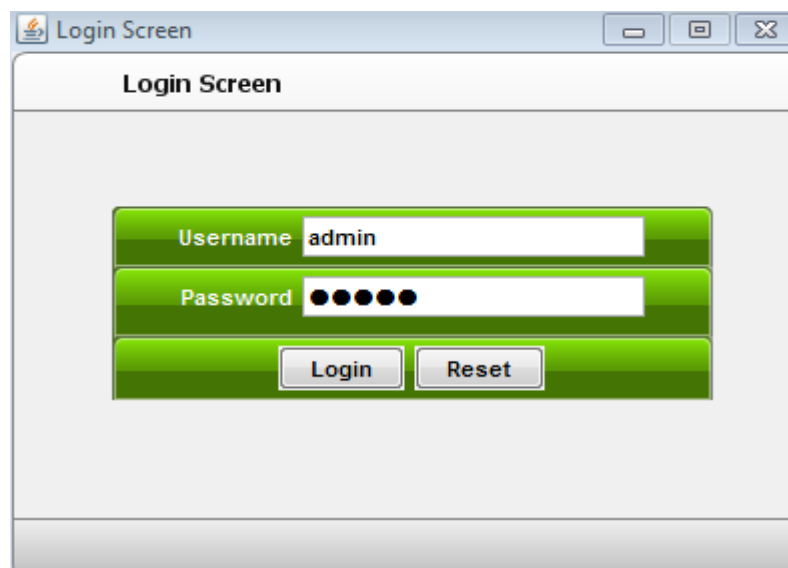 Login Screen
Login Screen
Username admin
Password ●●●●●
Login Reset